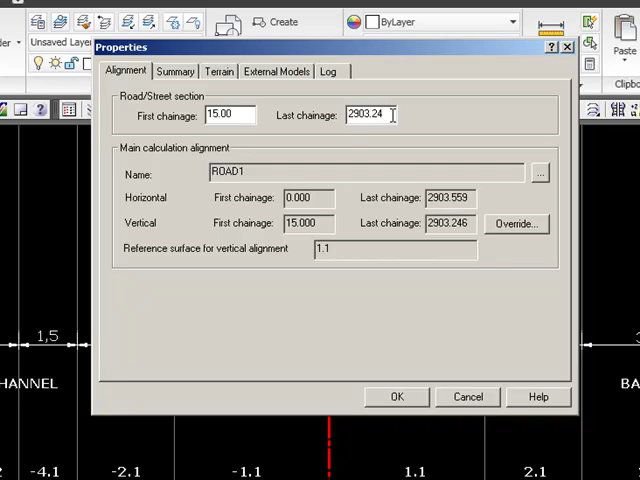 Create
ByLayer
Paste
Unsaved Layer
Clipbo
Properties
Alignment
Summary
Terrain
External Models
Log
Road/Street section
First chainage:
15.00
Last chainage:
2903.24
Main calculation alignment
Name:
ROAD1
...
Horizontal
First chainage:
0.000
Last chainage:
2903.559
Vertical
First chainage:
15.000
Last chainage:
2903.246
Override...
Reference surface for vertical alignment
1.1
1,5
HANNEL
BA
OK
Cancel
Help
2
-4.1
-2.1
-1.1
1.1
2.1